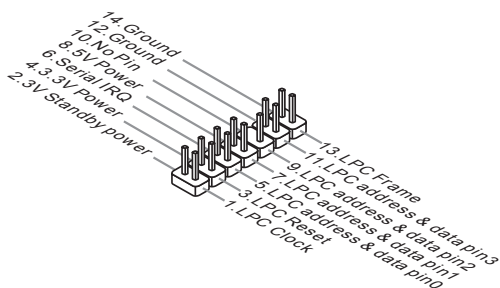 14.Ground
12.Ground
10.No Pin
8.5V Power
6.Serial IRQ
4.3.3V Power
2.3V Standby power
13.LPC Frame
11.LPC address & data pin3
9.LPC address & data pin2
7.LPC address & data pin1
5.LPC address & data pin0
3.LPC Reset
1.LPC Clock